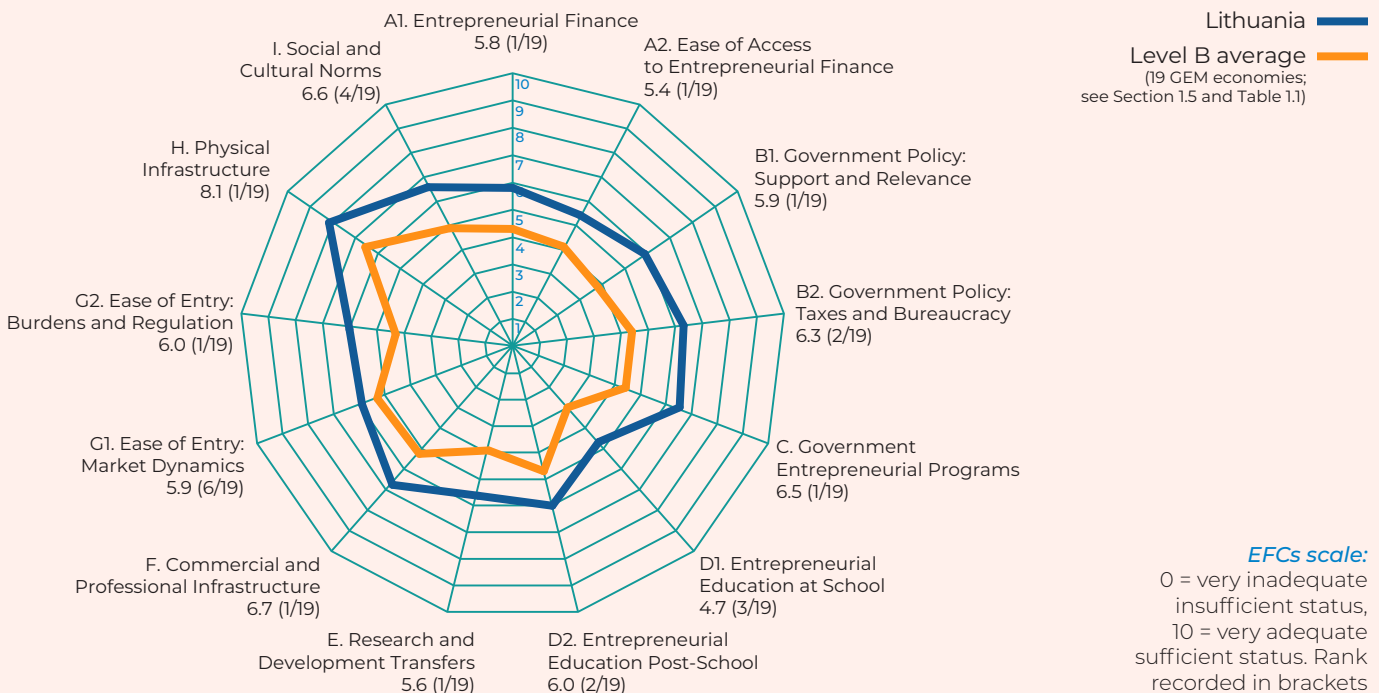 A1. Entrepreneurial Finance
5.8 (1/19)
A2. Ease of Access
to Entrepreneurial Finance
5.4 (1/19)
B1. Government Policy:
Support and Relevance
5.9 (1/19)
B2. Government Policy:
Taxes and Bureaucracy
6.3 (2/19)
C. Government
Entrepreneurial Programs
6.5 (1/19)
D1. Entrepreneurial
Education at School
4.7 (3/19)
D2. Entrepreneurial
Education Post-School
6.0 (2/19)
E. Research and
Development Transfers
5.6 (1/19)
F. Commercial and
Professional Infrastructure
6.7 (1/19)
G1. Ease of Entry:
Market Dynamics
5.9 (6/19)
G2. Ease of Entry:
Burdens and Regulation
6.0 (1/19)
H. Physical
Infrastructure
8.1 (1/19)
I. Social and
Cultural Norms
6.6 (4/19)
10
9
8
7
6
5
4
3
2
1
Lithuania
Level B average
(19 GEM economies;
see Section 1.5 and Table 1.1)
EFCs scale:
0 = very inadequate
insufficient status,
10 = very adequate
sufficient status. Rank
recorded in brackets